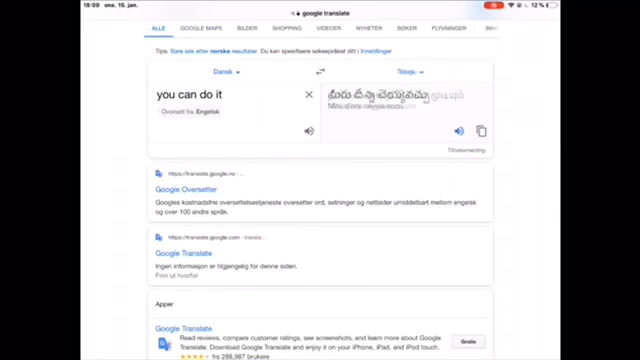 19:00 ons. 15. jan.
12 %
google translate
ALLE GOOGLE MAPS BILDER SHOPPING VIDEOER NYHETER BØKER FLYVNINGER
Tips: Bare søk etter norske resultater. Du kan spesifisere søkespråket ditt i Innstillinger
Dansk
you can do it
Oversett fra: Engelsk
Tilbakemelding
https://translate.google.no › ...
Google Oversetter
Googles kostnadsfrie oversettelsestjeneste oversetter ord, setninger og nettsider umiddelbart mellom engelsk
og over 100 andre språk.
https://translate.google.com › transla...
Google Translate
Ingen informasjon er tilgjengelig for denne siden.
Finn ut hvorfor
Apper
Google Translate
Read reviews, compare customer ratings, see screenshots, and learn more about Google
Translate. Download Google Translate and enjoy it on your iPhone, iPad, and iPod touch.
Gratis
fra 289,987 brukere